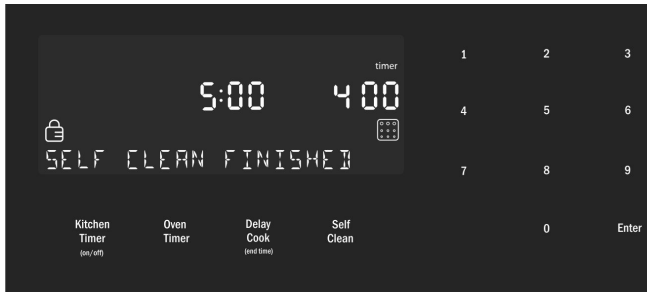 timer
5:00 4 00
SELF CLEAN FINISHED
Kitchen Timer (on/off)
Oven Timer
Delay Cook (end time)
Self Clean
1 2 3
4 5 6
7 8 9
0 Enter